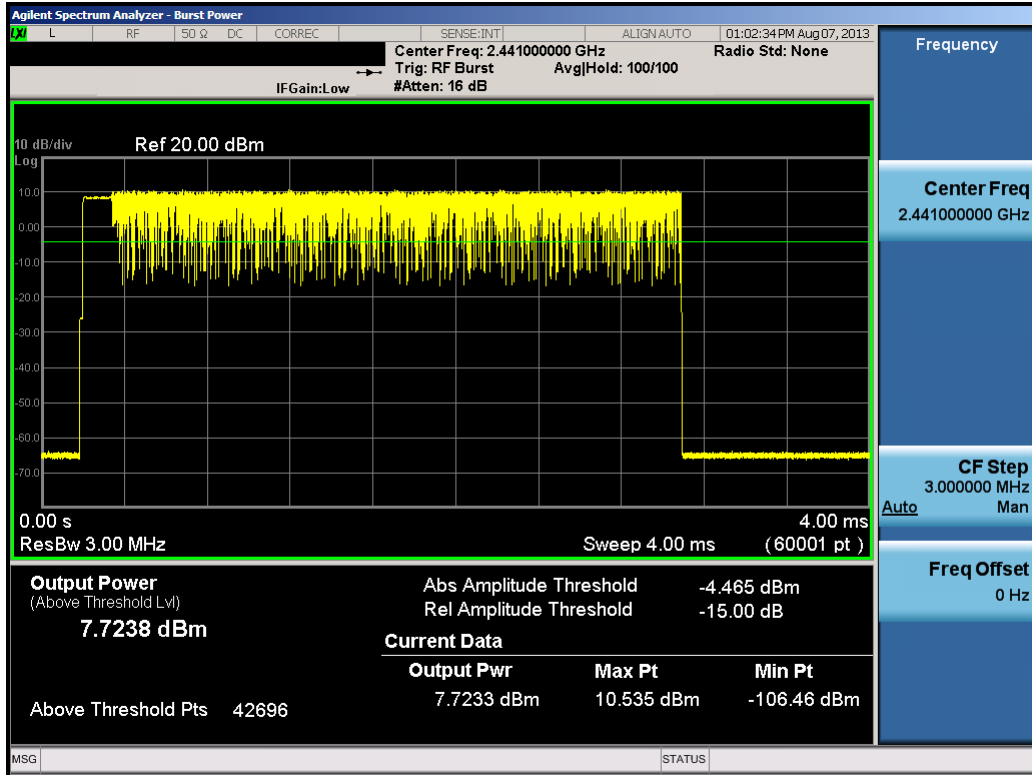 Agilent Spectrum Analyzer - Burst Power
LXI L RF 50 Ω DC CORREC SENSE:INT ALIGN AUTO 01:02:34 PM Aug 07, 2013
Center Freq: 2.441000000 GHz Radio Std: None
Trig: RF Burst Avg|Hold: 100/100
IFGain:Low #Atten: 16 dB
Frequency
10 dB/div Ref 20.00 dBm
Log
10.0
0.00
-10.0
-20.0
-30.0
-40.0
-50.0
-60.0
-70.0
0.00 s 4.00 ms
ResBw 3.00 MHz Sweep 4.00 ms (60001 pt)
Center Freq
2.441000000 GHz
CF Step
3.000000 MHz
Auto Man
Freq Offset
0 Hz
Output Power
(Above Threshold Lvl)
7.7238 dBm
Above Threshold Pts 42696
Abs Amplitude Threshold -4.465 dBm
Rel Amplitude Threshold -15.00 dB
Current Data
Output Pwr Max Pt Min Pt
7.7233 dBm 10.535 dBm -106.46 dBm
MSG STATUS